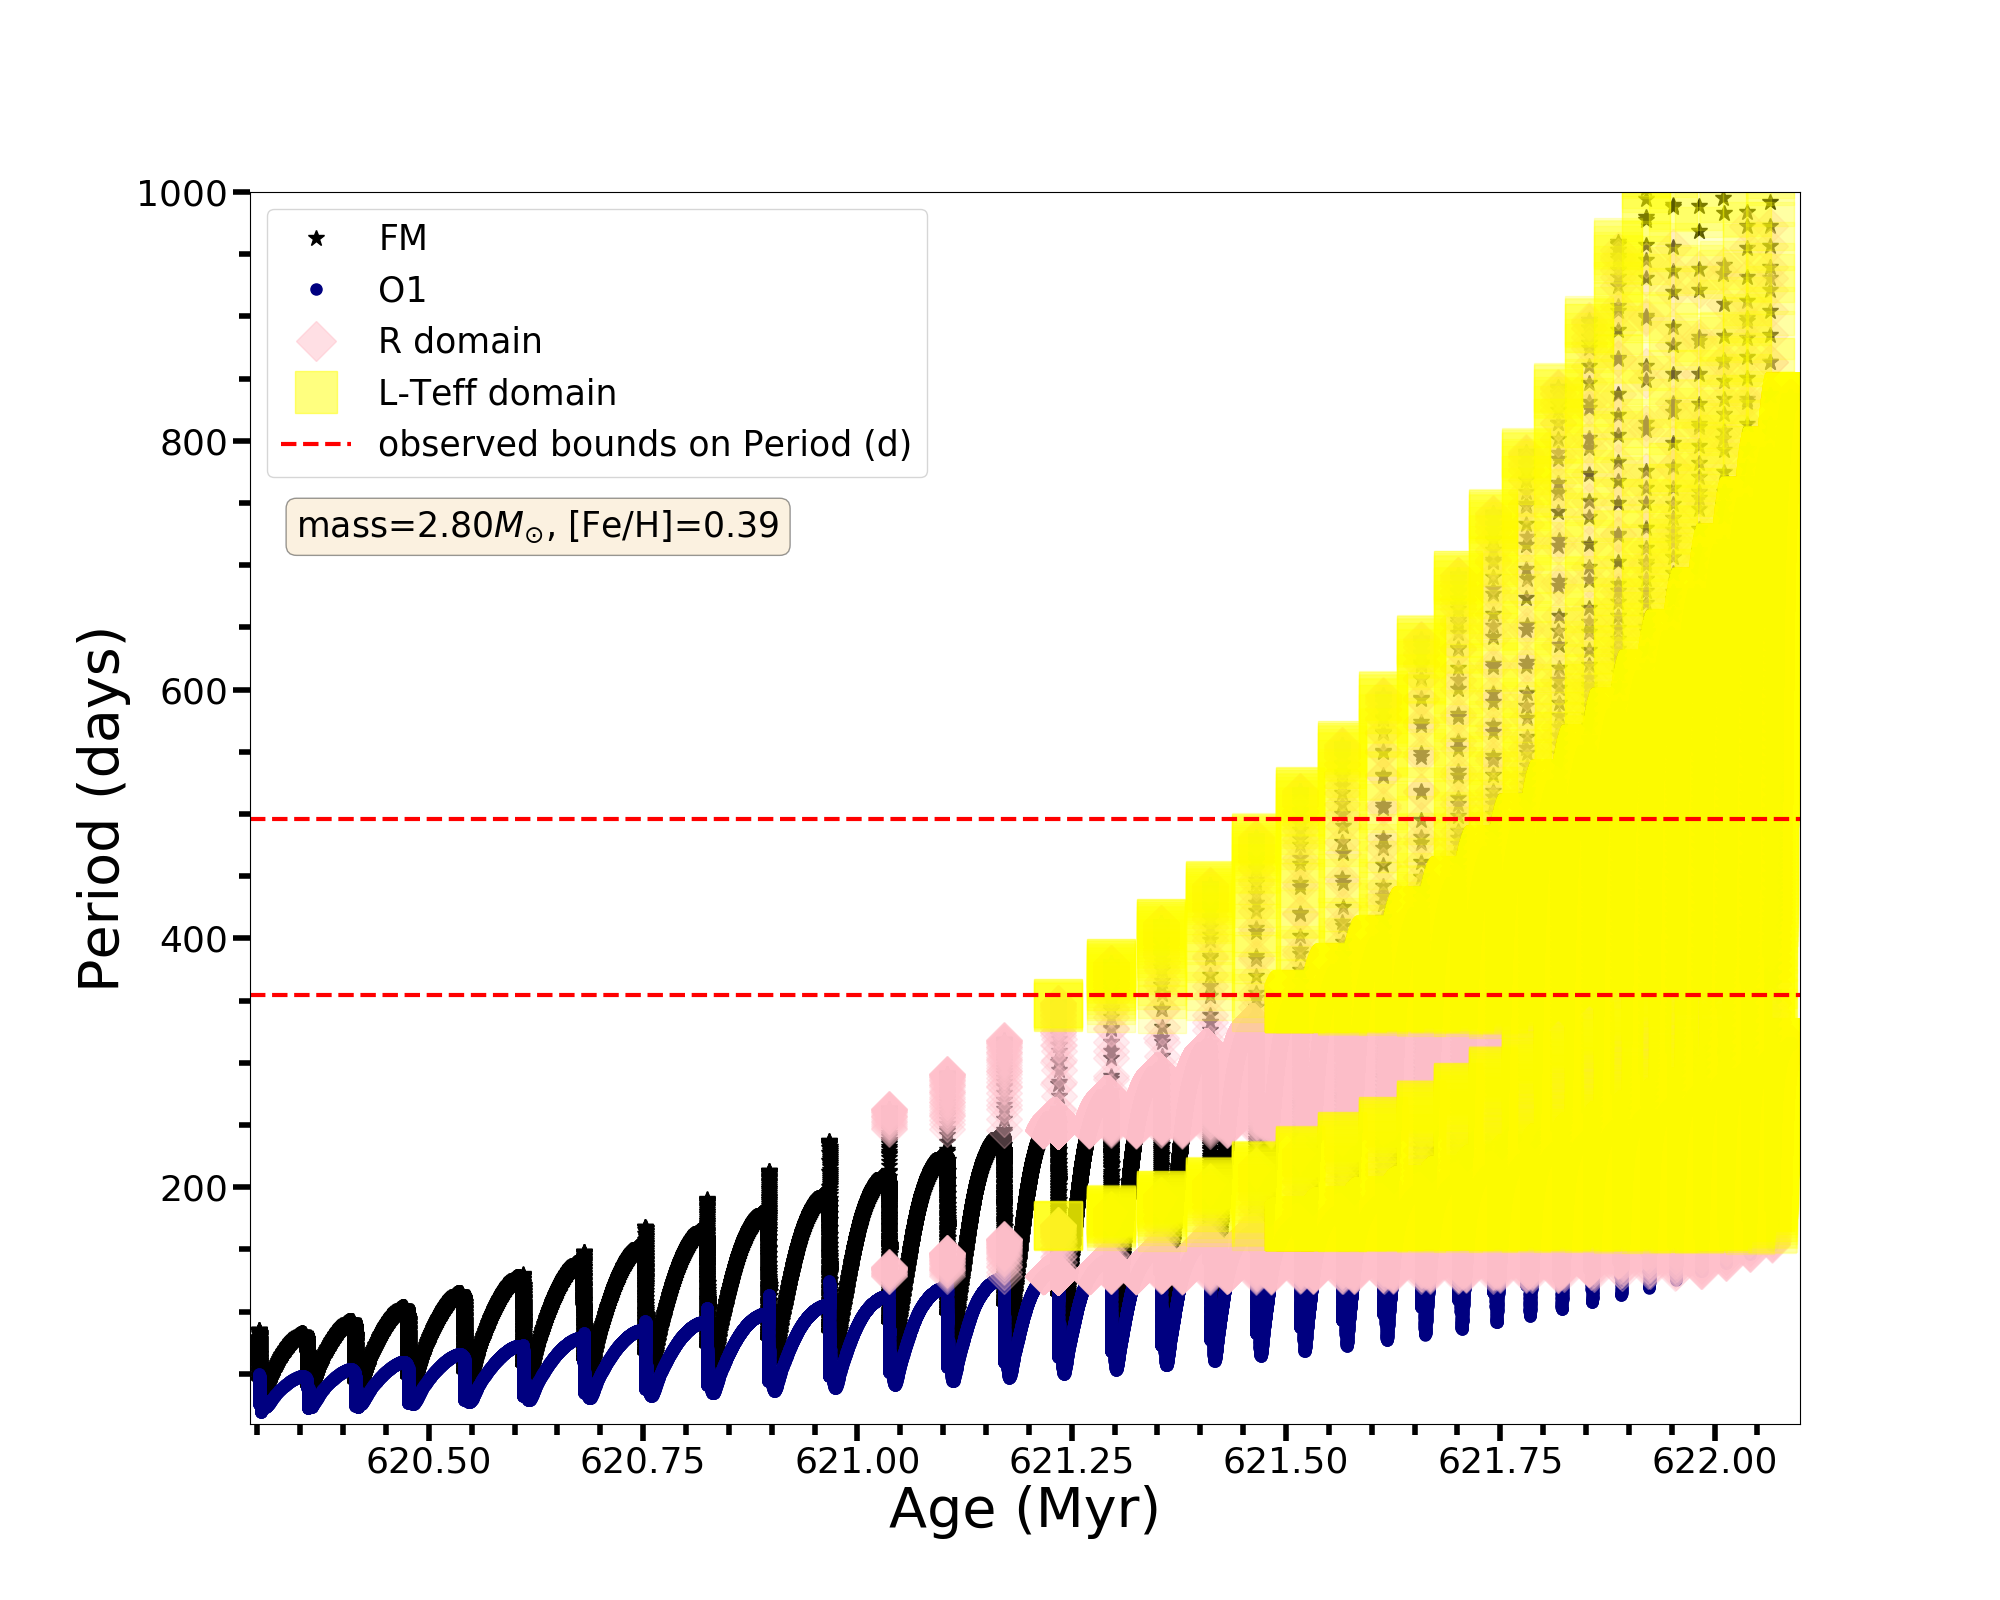 1000
800
600
400
200
Period (days)
FM
O1
R domain
L-Teff domain
observed bounds on Period (d)
mass=2.80M⊙, [Fe/H]=0.39
620.50 620.75 621.00 621.25 621.50 621.75 622.00
Age (Myr)